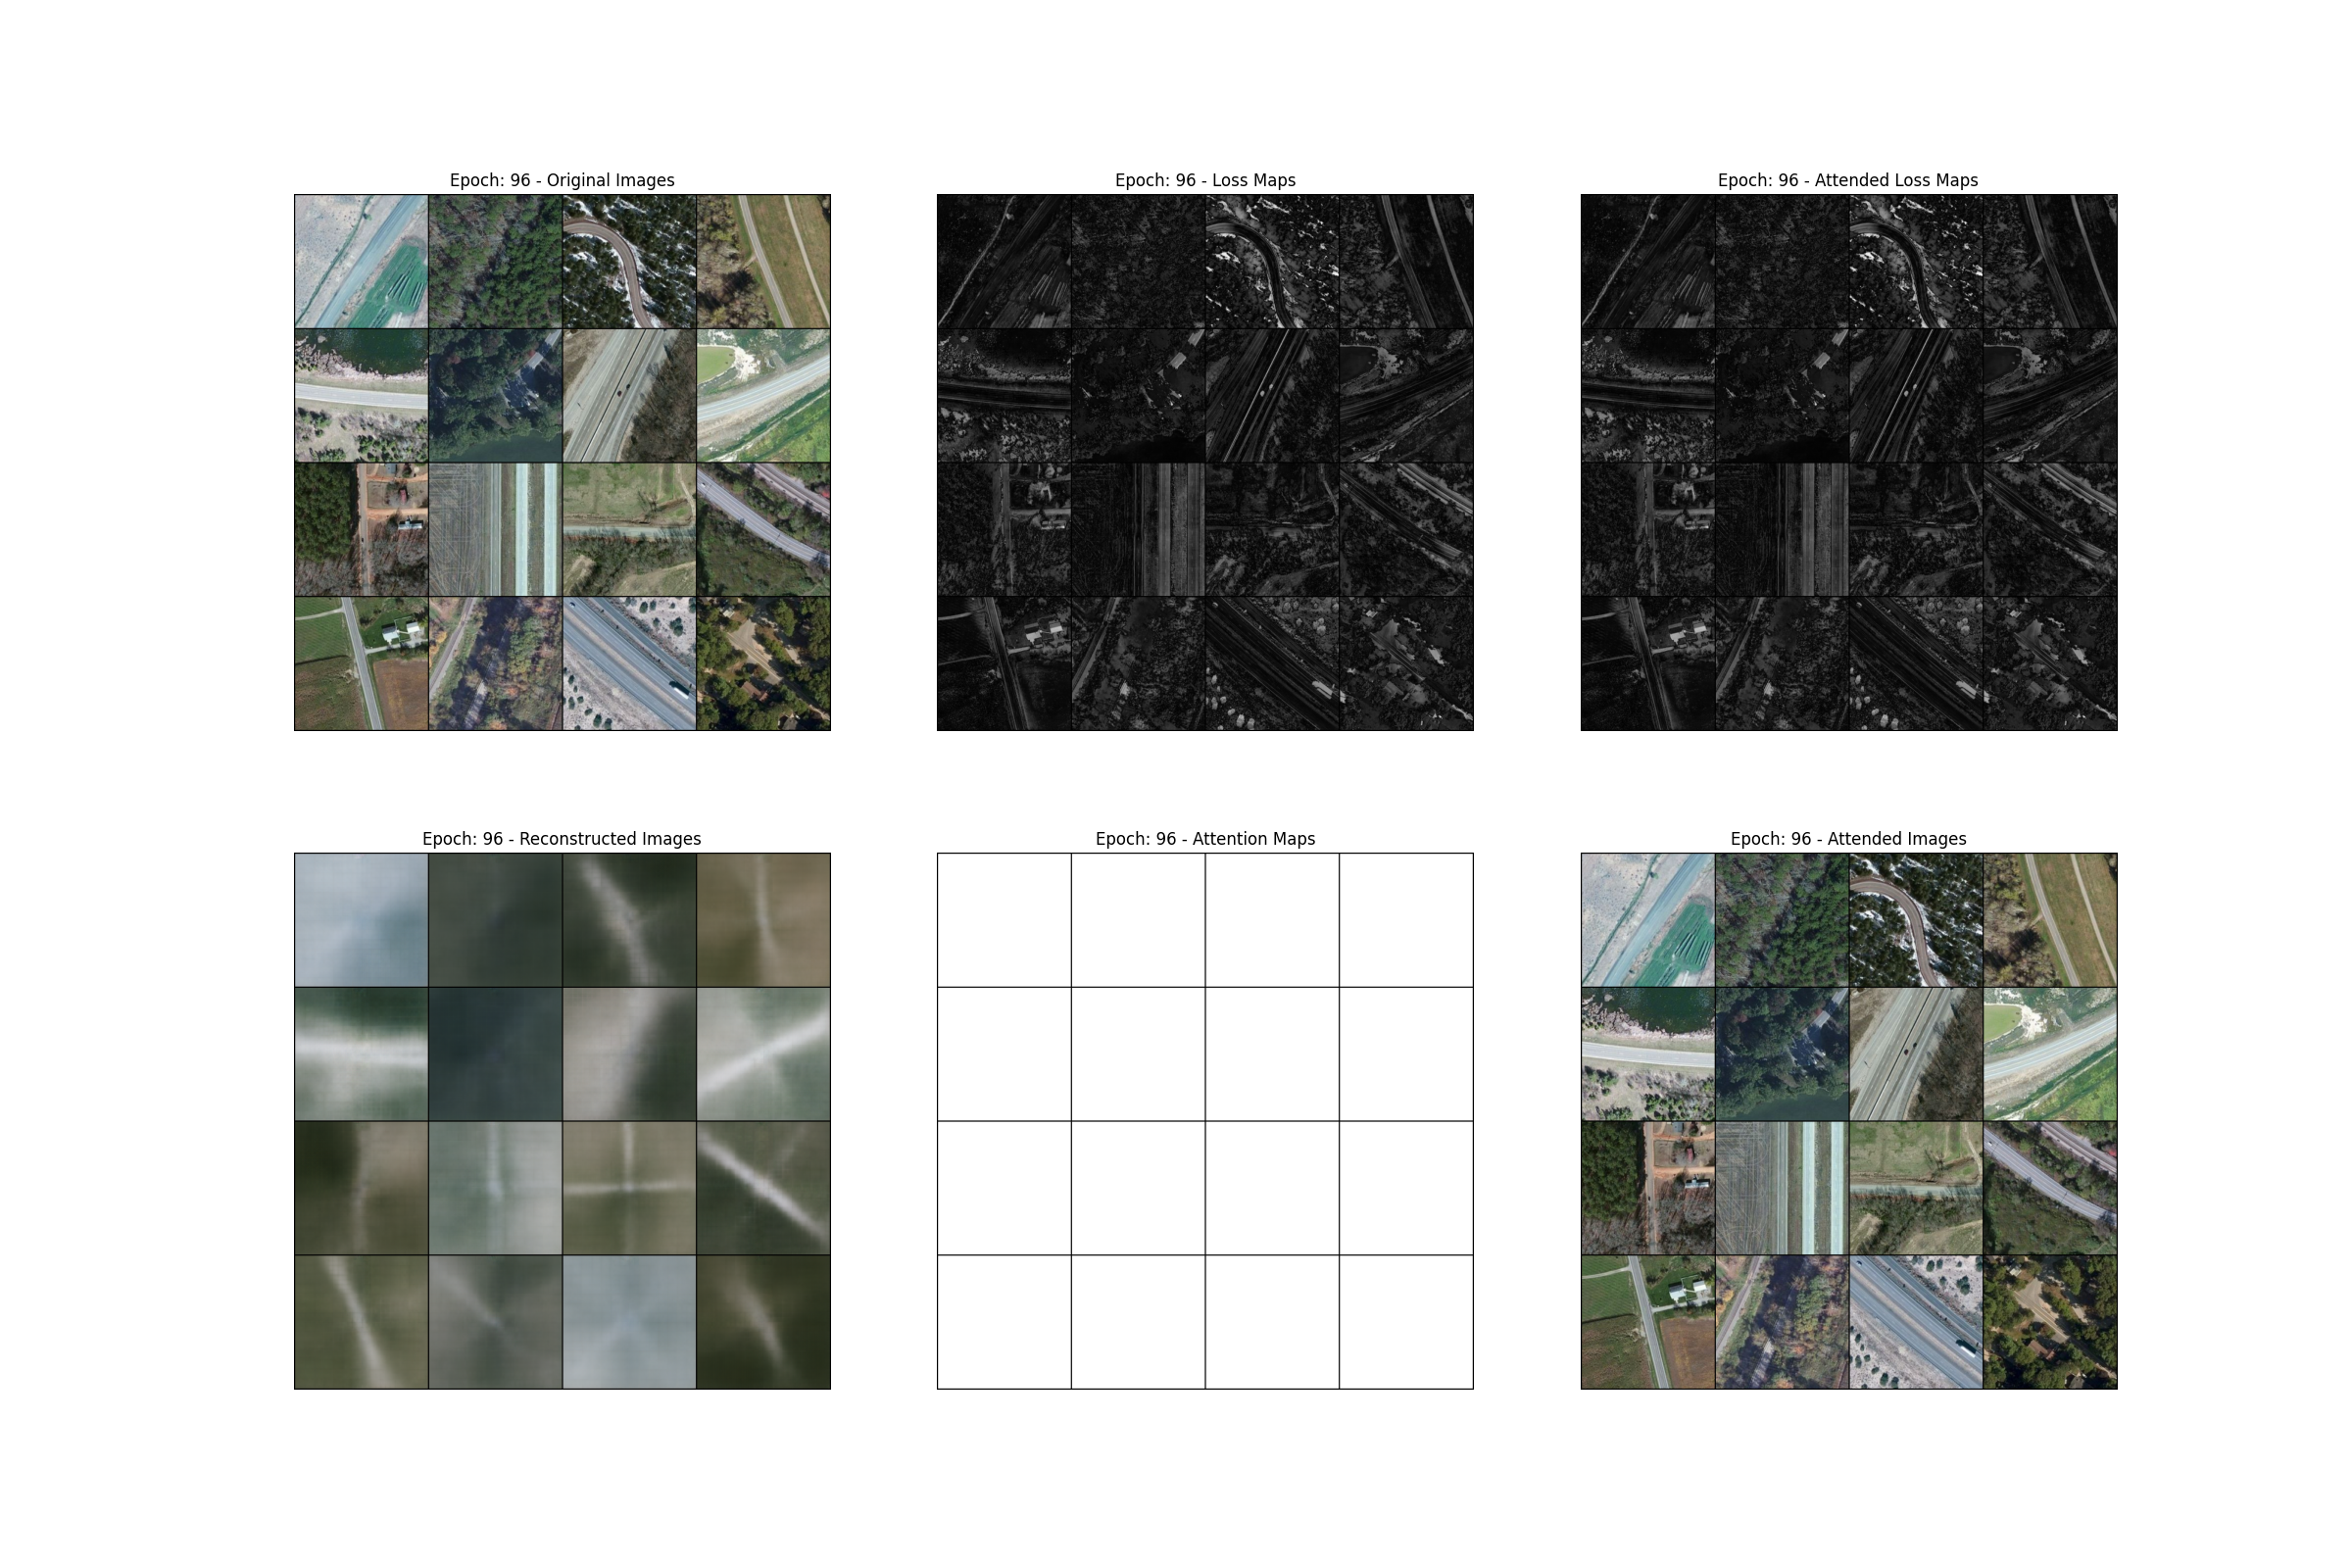 Epoch: 96 - Original Images
Epoch: 96 - Loss Maps
Epoch: 96 - Attended Loss Maps
Epoch: 96 - Reconstructed Images
Epoch: 96 - Attention Maps
Epoch: 96 - Attended Images